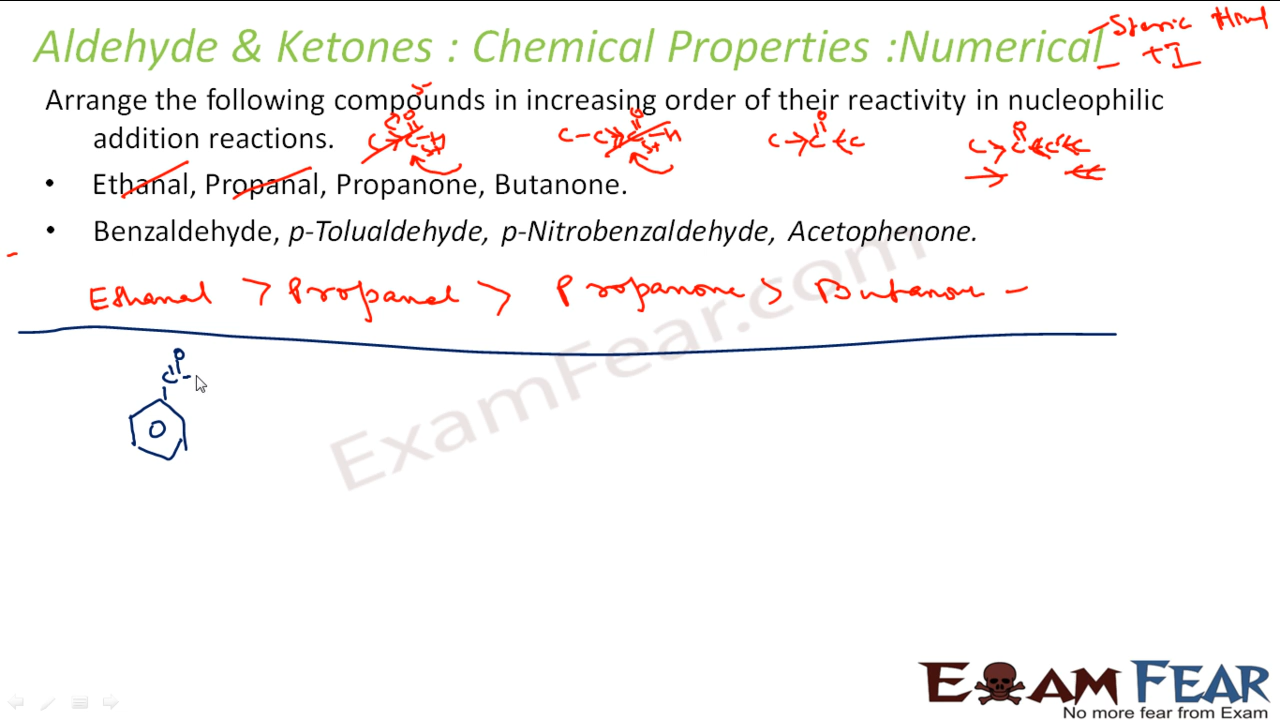 Aldehyde & Ketones : Chemical Properties :Numerical
Steric
+I
Arrange the following compounds in increasing order of their reactivity in nucleophilic
addition reactions.
• Ethanal, Propanal, Propanone, Butanone.
• Benzaldehyde, p-Tolualdehyde, p-Nitrobenzaldehyde, Acetophenone.
Ethanal > Propanal > Propanone > Butanone -
ExamFear.com
EXAM FEAR
No more fear from Exam